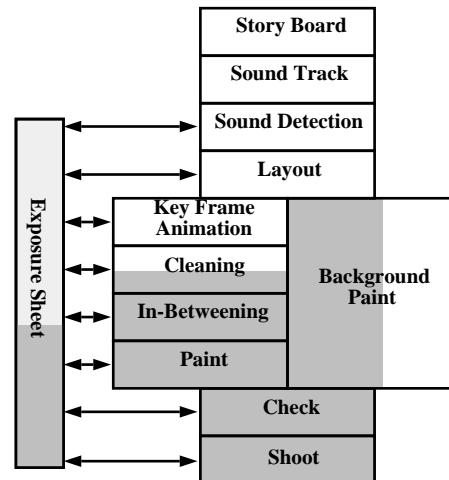 Story Board
Sound Track
Sound Detection
Layout
Exposure Sheet
Key Frame
Animation
Cleaning
In-Betweening
Paint
Background
Paint
Check
Shoot